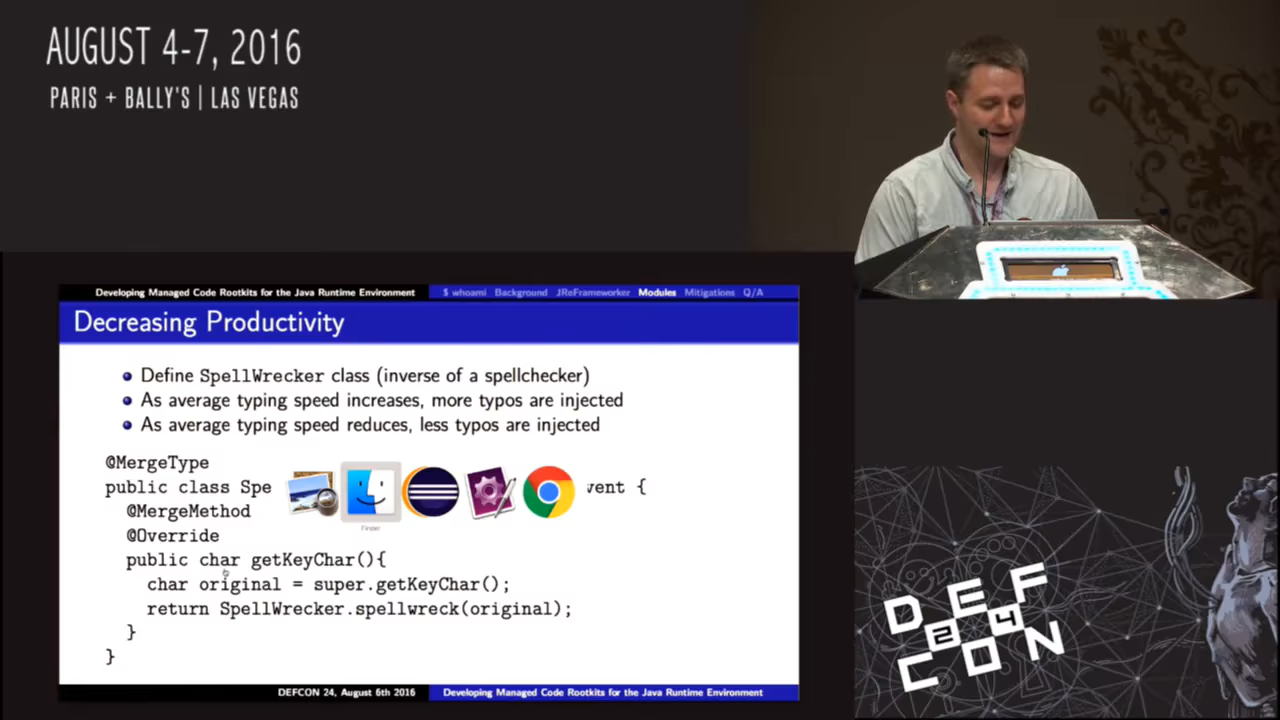 AUGUST 4-7, 2016
PARIS + BALLY'S | LAS VEGAS
Developing Managed Code Rootkits for the Java Runtime Environment
$ whoami Background JReFrameworker Modules Mitigations Q/A
Decreasing Productivity
Define SpellWrecker class (inverse of a spellchecker)
As average typing speed increases, more typos are injected
As average typing speed reduces, less typos are injected
@MergeType
public class Spe vent {
@MergeMethod
@Override
public char getKeyChar(){
char original = super.getKeyChar();
return SpellWrecker.spellwreck(original);
}
}
Finder
DEFCON 24, August 6th 2016
Developing Managed Code Rootkits for the Java Runtime Environment
DEF
24
CON